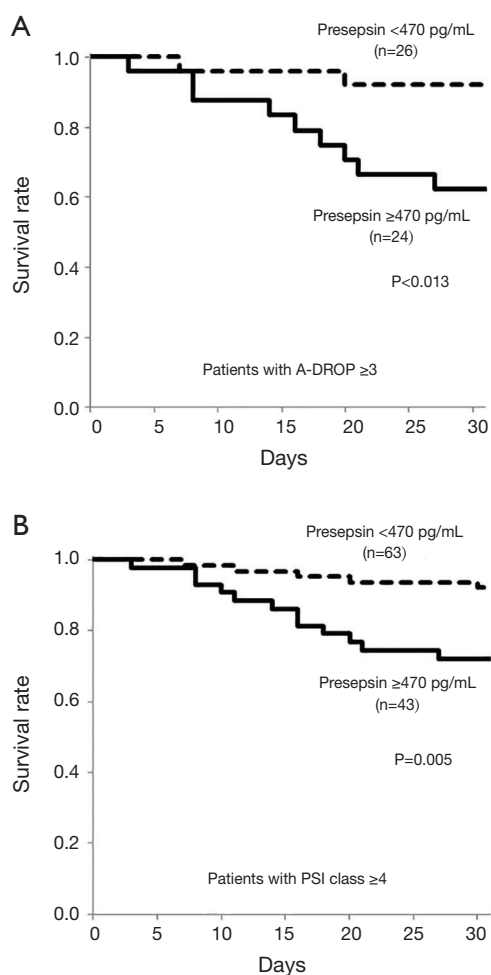 A
Presepsin <470 pg/mL
(n=26)
1.0
0.8
0.6
0.4
0.2
0.0
Survival rate
Presepsin ≥470 pg/mL
(n=24)
P<0.013
Patients with A-DROP ≥3
0 5 10 15 20 25 30
Days
B
Presepsin <470 pg/mL
(n=63)
1.0
0.8
0.6
0.4
0.2
0.0
Survival rate
Presepsin ≥470 pg/mL
(n=43)
P=0.005
Patients with PSI class ≥4
0 5 10 15 20 25 30
Days